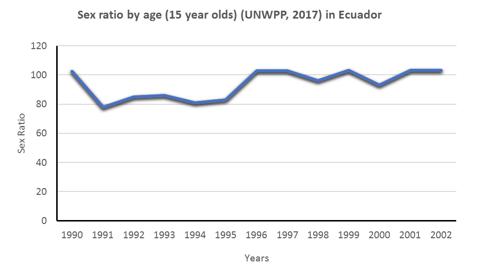 Sex ratio by age (15 year olds) (UNWPP, 2017) in Ecuador
120
100
80
60
40
20
0
Sex Ratio
1990 1991 1992 1993 1994 1995 1996 1997 1998 1999 2000 2001 2002
Years